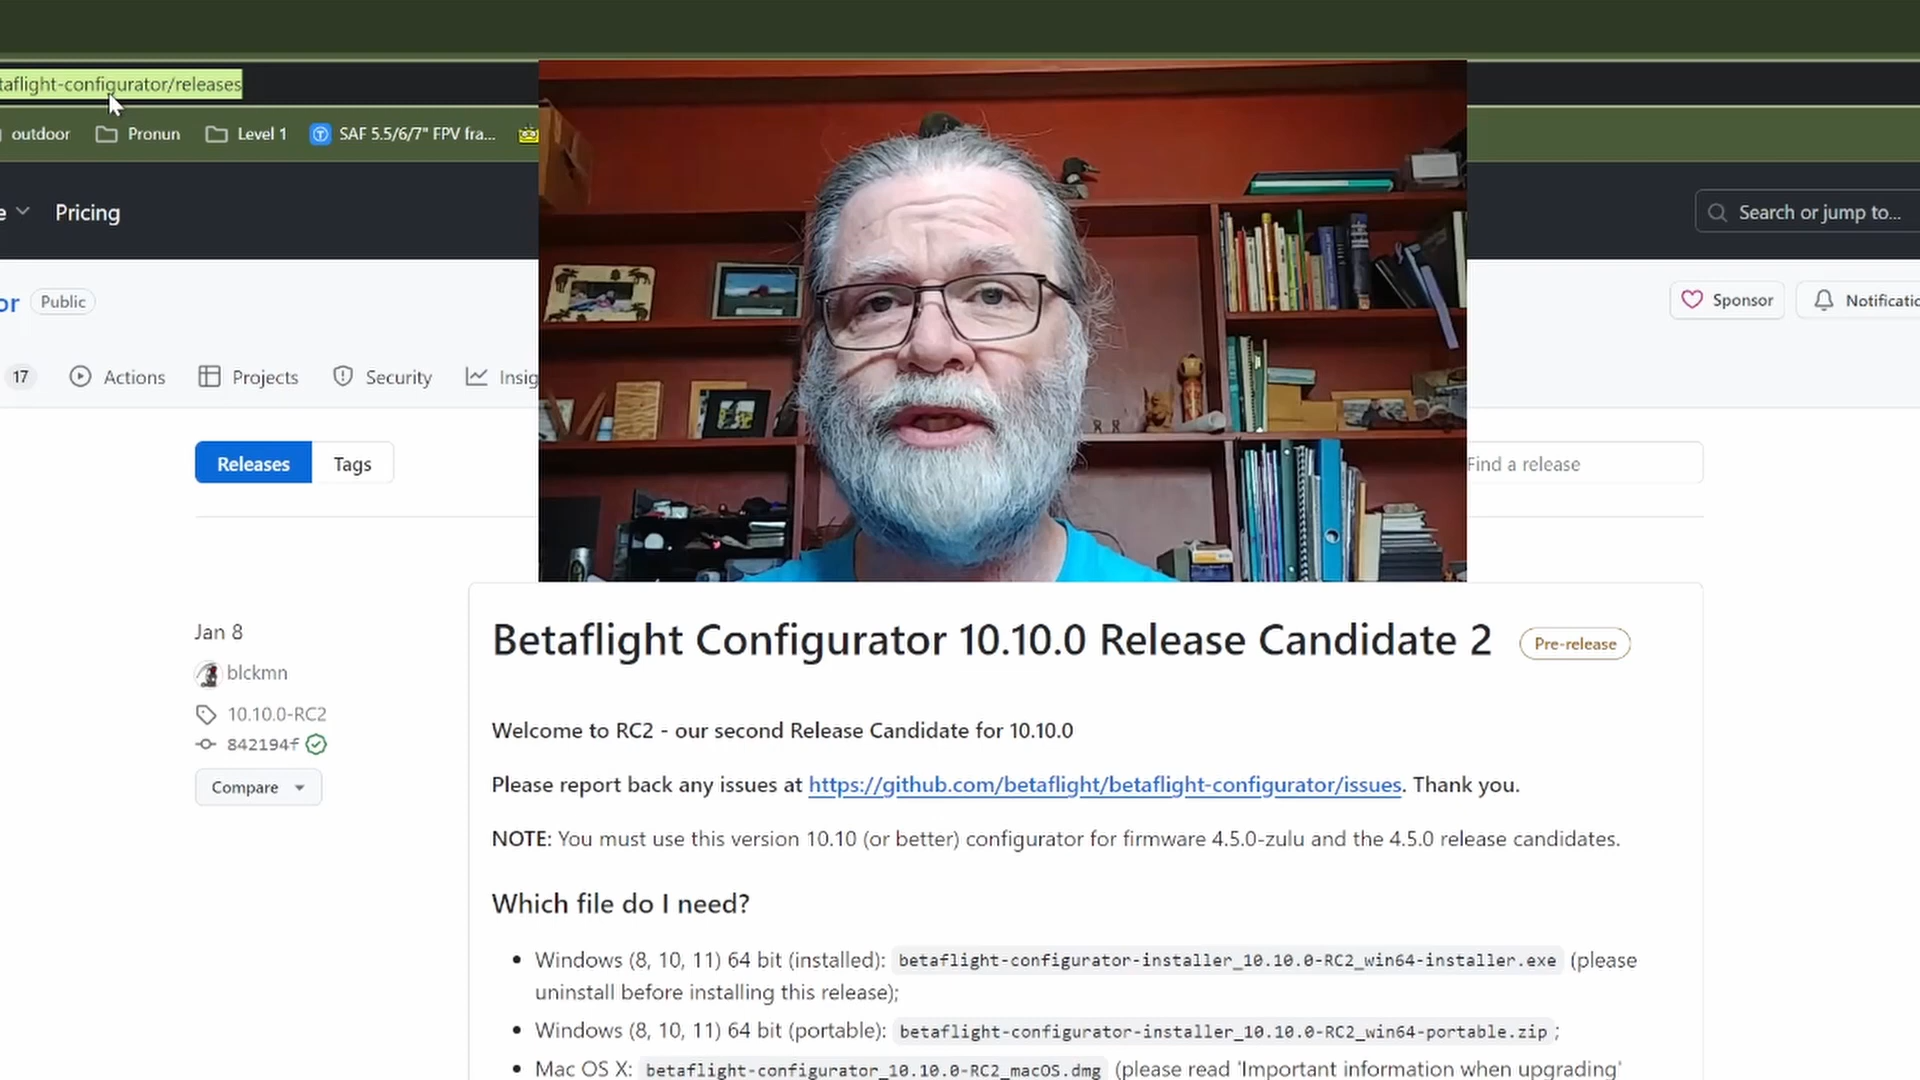 taflight-configurator/releases
outdoor Pronun Level 1 SAF 5.5/6/7" FPV fra...
e Pricing Search or jump to...
or Public Sponsor Notificatio
17 Actions Projects Security Insig
Releases Tags Find a release
Jan 8
blckmn
10.10.0-RC2
842194f
Compare
Betaflight Configurator 10.10.0 Release Candidate 2 Pre-release
Welcome to RC2 - our second Release Candidate for 10.10.0
Please report back any issues at https://github.com/betaflight/betaflight-configurator/issues. Thank you.
NOTE: You must use this version 10.10 (or better) configurator for firmware 4.5.0-zulu and the 4.5.0 release candidates.
Which file do I need?
• Windows (8, 10, 11) 64 bit (installed): betaflight-configurator-installer_10.10.0-RC2_win64-installer.exe (please
uninstall before installing this release);
• Windows (8, 10, 11) 64 bit (portable): betaflight-configurator-installer_10.10.0-RC2_win64-portable.zip;
• Mac OS X: betaflight-configurator_10.10.0-RC2_macOS.dmg (please read 'Important information when upgrading'